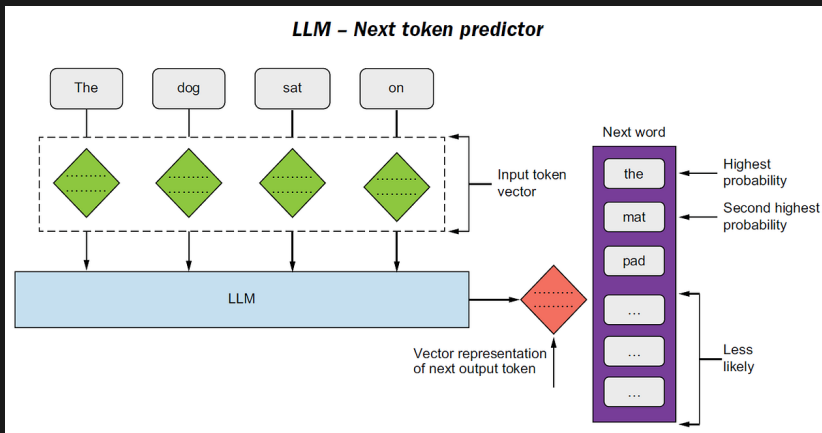 LLM – Next token predictor
The
dog
sat
on
Input token
vector
LLM
Vector representation
of next output token
Next word
the
mat
pad
...
...
...
Highest
probability
Second highest
probability
Less
likely